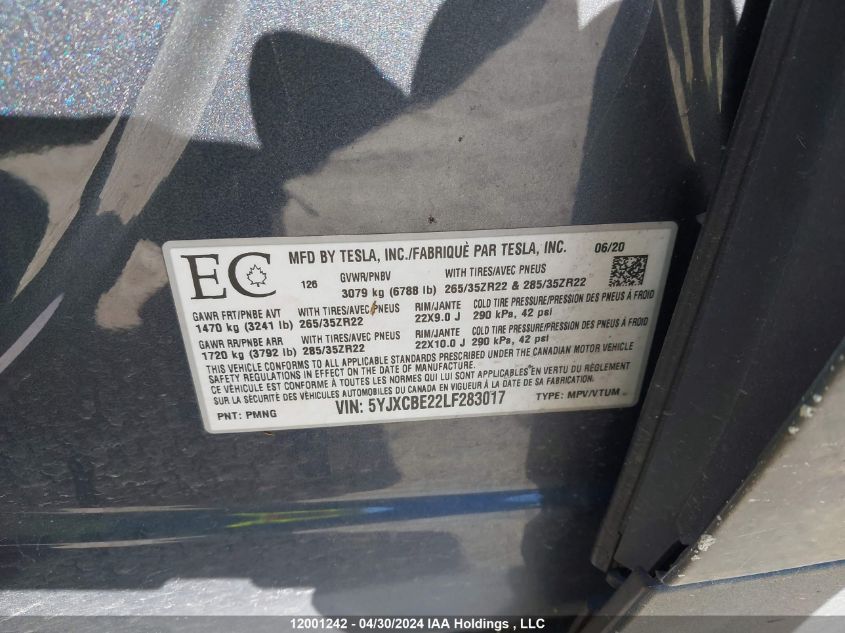 EC
126
MFD BY TESLA, INC./FABRIQUÈ PAR TESLA, INC. 06/20
GVWR/PNBV WITH TIRES/AVEC PNEUS
3079 kg (6788 lb) 265/35ZR22 & 285/35ZR22
GAWR FRT/PNBE AVT WITH TIRES/AVEC PNEUS RIM/JANTE COLD TIRE PRESSURE/PRESSION DES PNEUS À FROID
1470 kg (3241 lb) 265/35ZR22 22X9.0 J 290 kPa, 42 psi
GAWR RR/PNBE ARR WITH TIRES/AVEC PNEUS RIM/JANTE COLD TIRE PRESSURE/PRESSION DES PNEUS À FROID
1720 kg (3792 lb) 285/35ZR22 22X10.0 J 290 kPa, 42 psi
THIS VEHICLE CONFORMS TO ALL APPLICABLE STANDARDS PRESCRIBED UNDER THE CANADIAN MOTOR VEHICLE
SAFETY REGULATIONS IN EFFECT ON THE DATE OF MANUFACTURE.
CE VÉHICULE EST CONFORME À TOUTES LES NORMES QUI LUI SONT APPLICABLES EN VERTU DU RÈGLEMENT
SUR LA SÉCURITÉ DES VÉHICULES AUTOMOBILES DU CANADA EN VIGUEUR À LA DATE DE SA FABRICATION.
PNT: PMNG VIN: 5YJXCBE22LF283017 TYPE: MPV/VTUM
12001242 - 04/30/2024 IAA Holdings , LLC